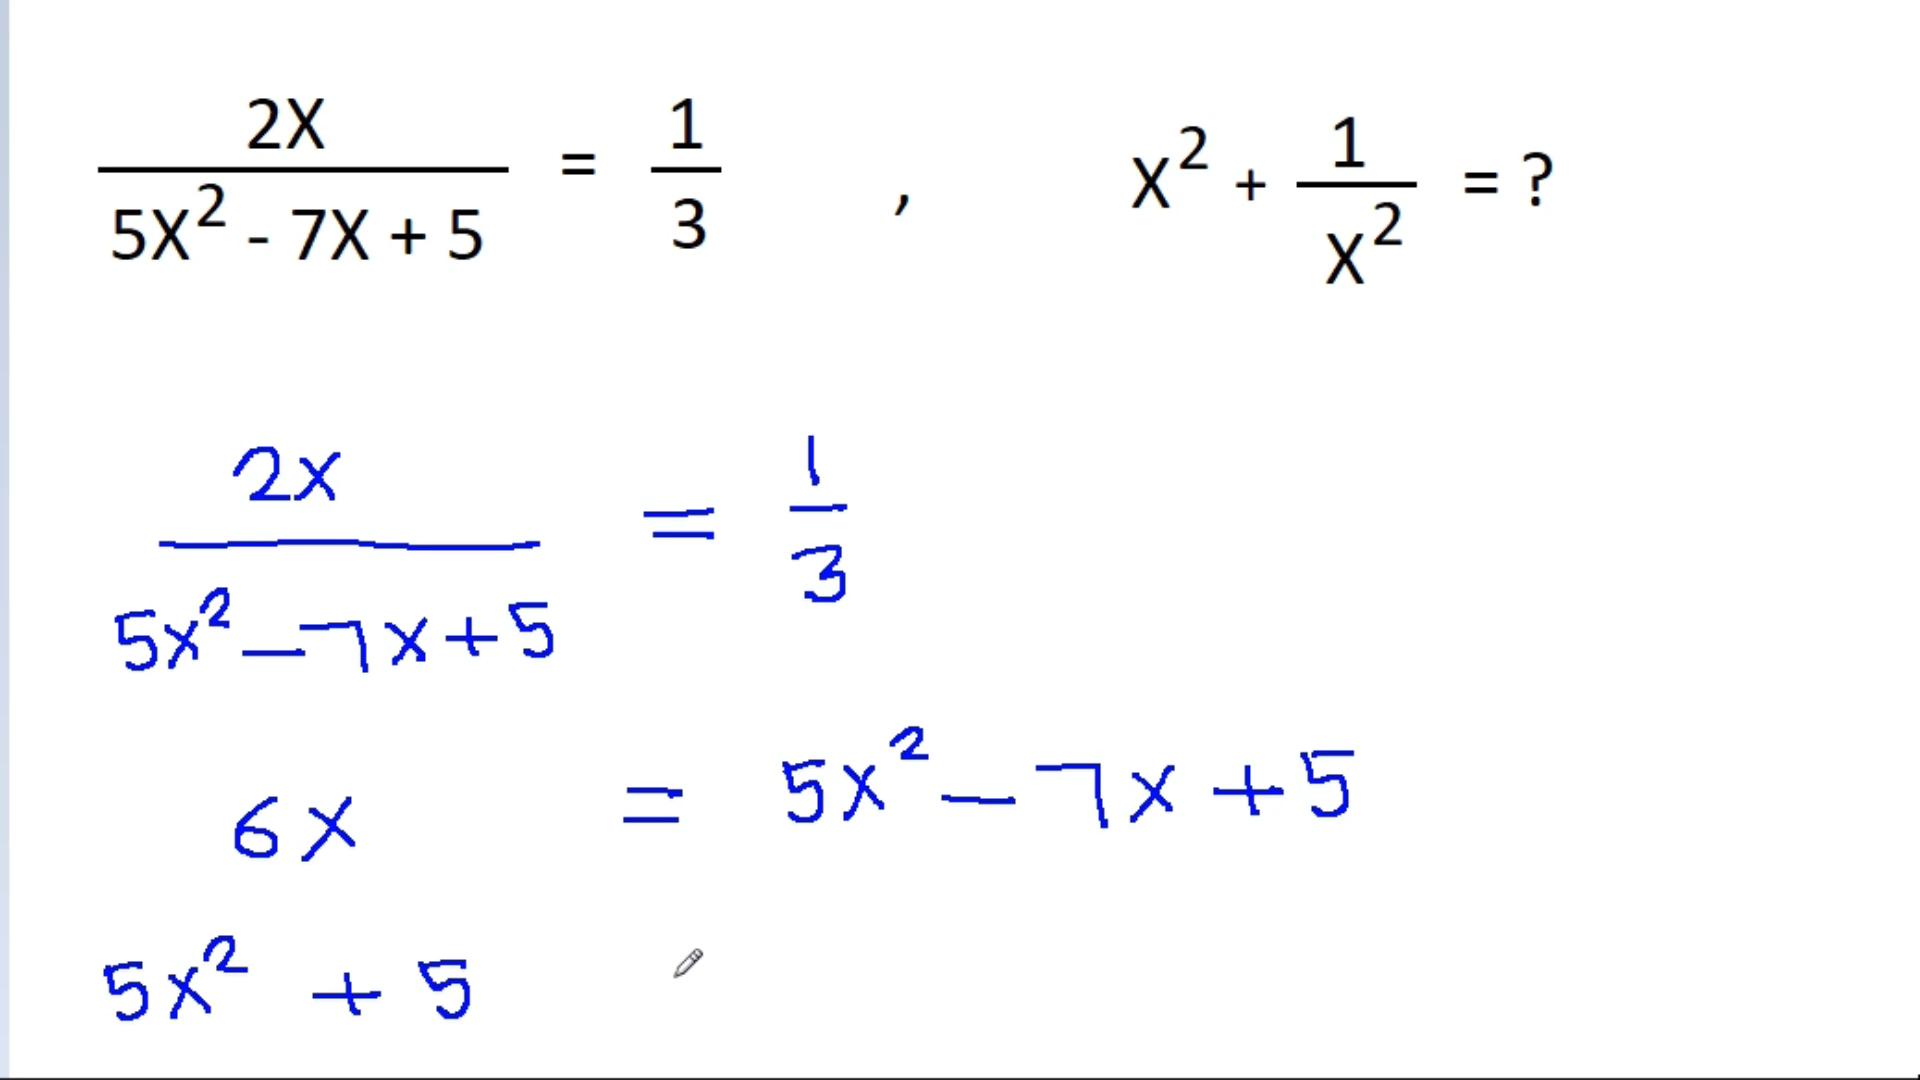 2X / 5X² - 7X + 5 = 1/3 , X² + 1/X² = ?
2x / 5x² - 7x + 5 = 1/3
6x = 5x² - 7x + 5
5x² + 5